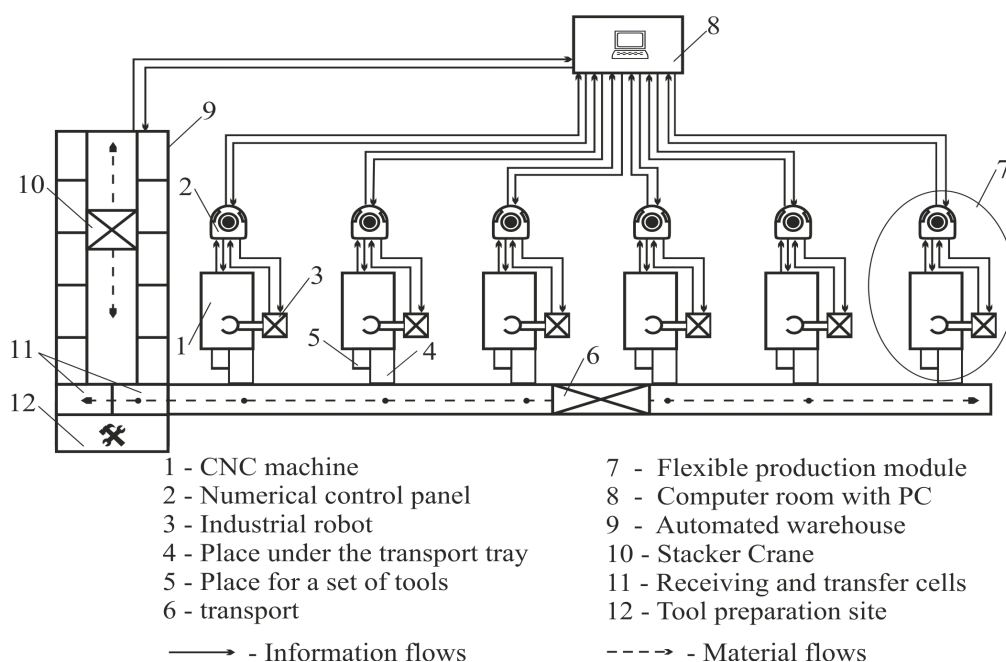 8
9
7
10
2
3
1
5
4
6
11
12
1 - CNC machine
2 - Numerical control panel
3 - Industrial robot
4 - Place under the transport tray
5 - Place for a set of tools
6 - transport
- Information flows
7 - Flexible production module
8 - Computer room with PC
9 - Automated warehouse
10 - Stacker Crane
11 - Receiving and transfer cells
12 - Tool preparation site
- Material flows